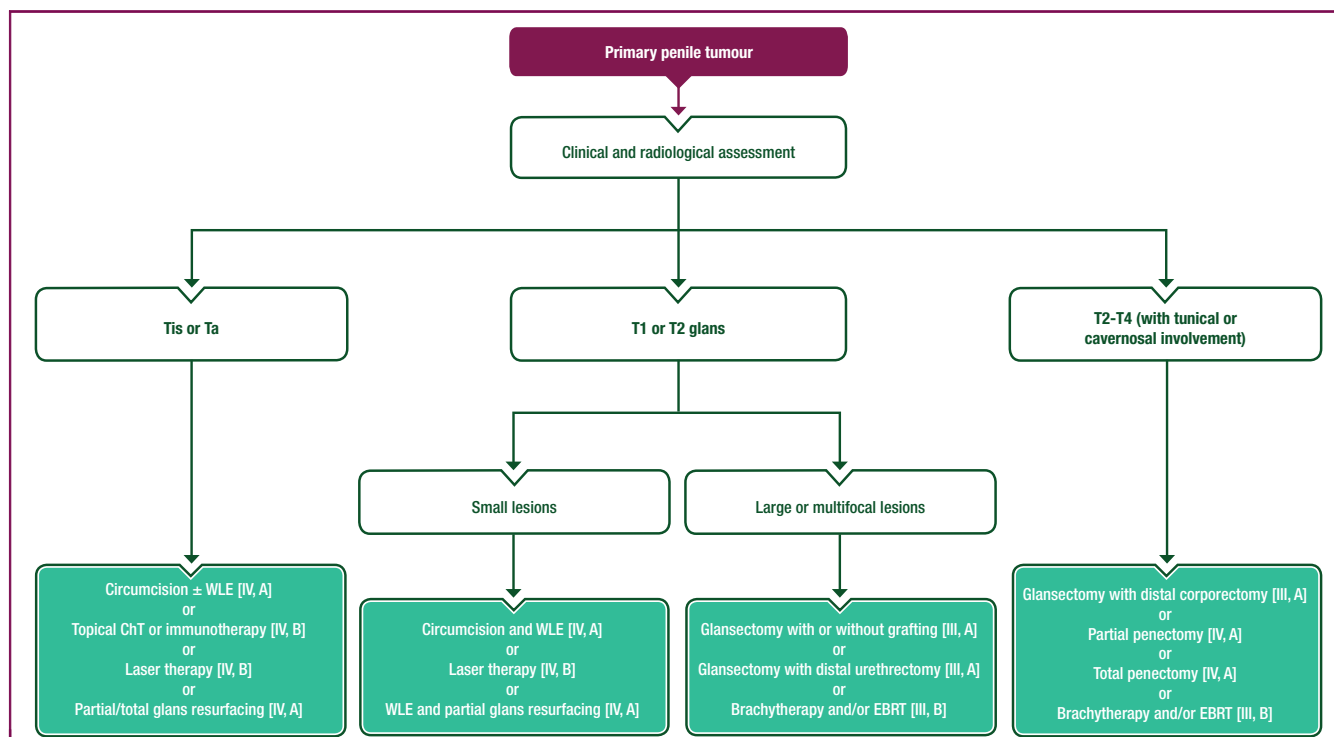 Primary penile tumour
Clinical and radiological assessment
Tis or Ta
T1 or T2 glans
T2-T4 (with tunical or
cavernosal involvement)
Small lesions
Large or multifocal lesions
Circumcision ± WLE [IV, A]
or
Topical ChT or immunotherapy [IV, B]
or
Laser therapy [IV, B]
or
Partial/total glans resurfacing [IV, A]
Circumcision and WLE [IV, A]
or
Laser therapy [IV, B]
or
WLE and partial glans resurfacing [IV, A]
Glansectomy with or without grafting [III, A]
or
Glansectomy with distal urethrectomy [III, A]
or
Brachytherapy and/or EBRT [III, B]
Glansectomy with distal corporectomy [III, A]
or
Partial penectomy [IV, A]
or
Total penectomy [IV, A]
or
Brachytherapy and/or EBRT [III, B]